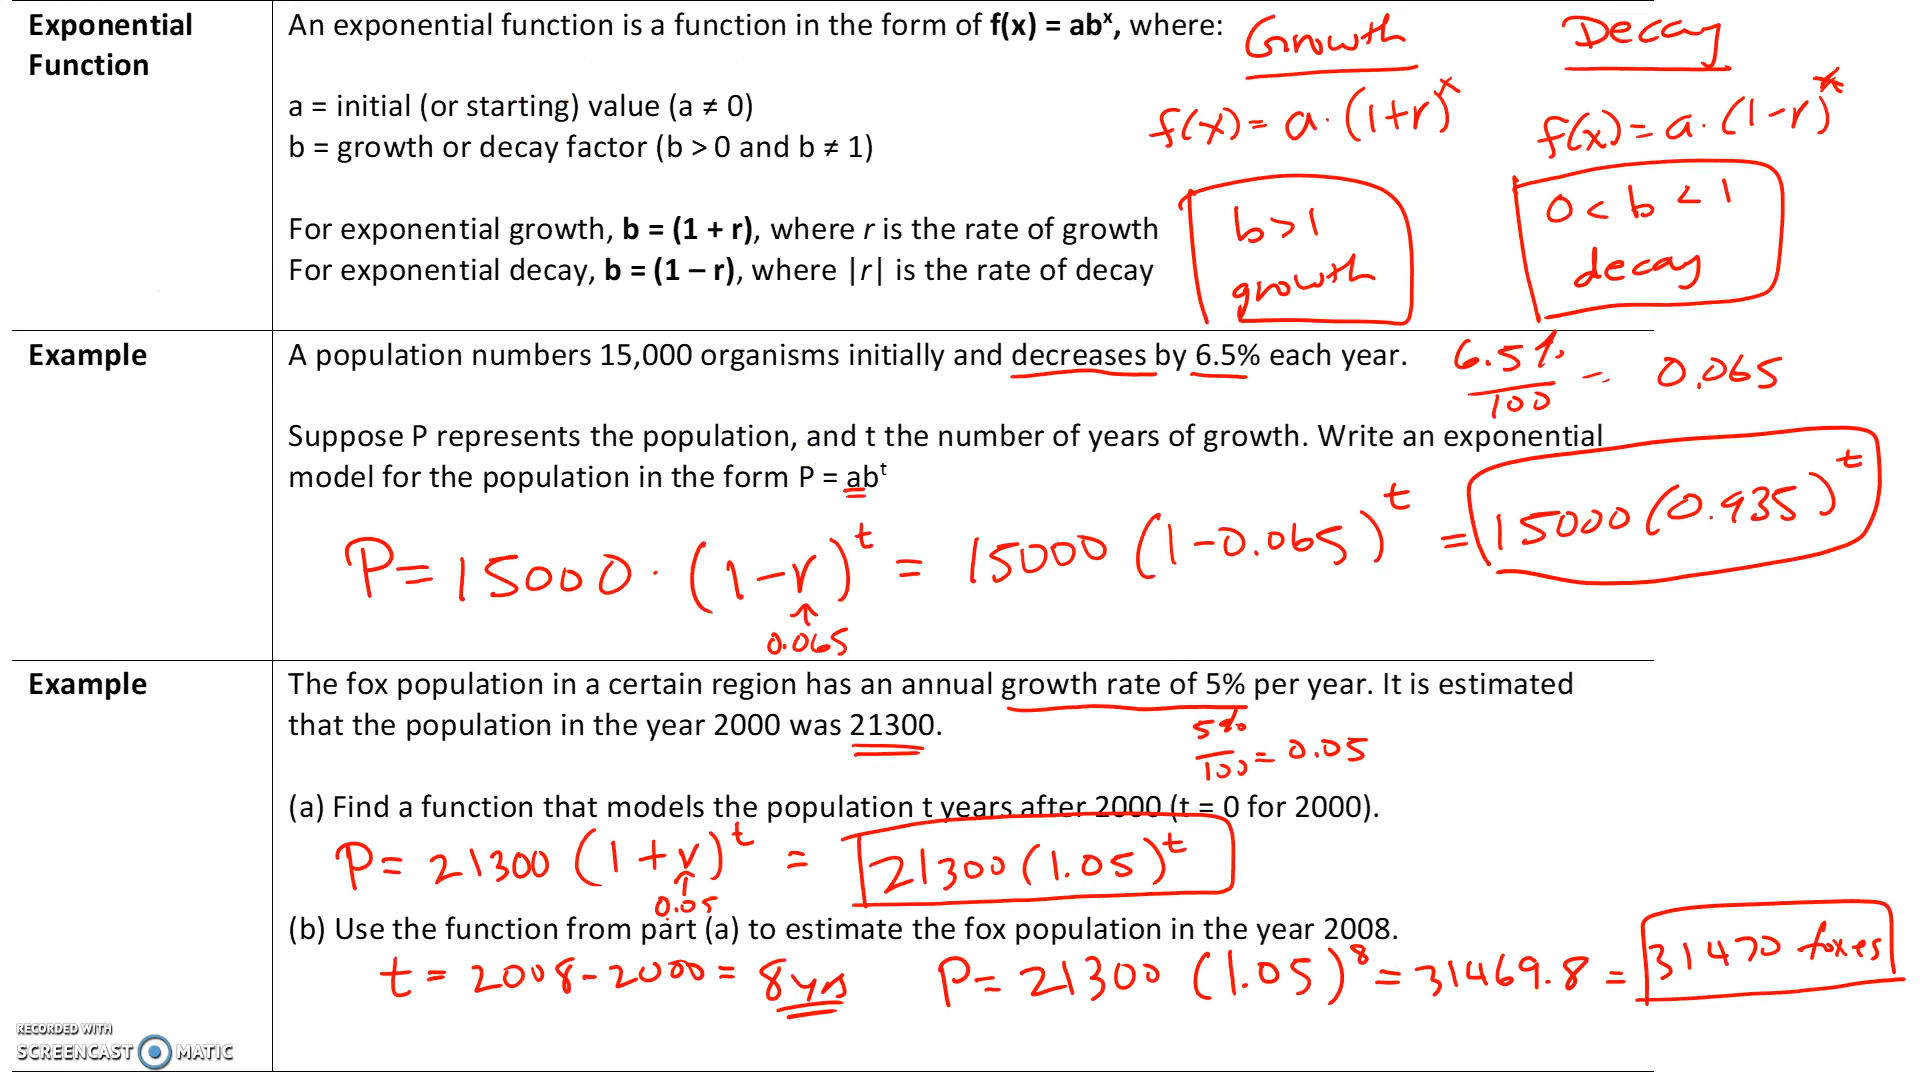 Exponential Function
An exponential function is a function in the form of f(x) = abˣ, where:
Growth
Decay
a = initial (or starting) value (a ≠ 0)
f(x) = a · (1+r)ˣ
f(x) = a · (1-r)ˣ
b = growth or decay factor (b > 0 and b ≠ 1)
b > 1
growth
0 < b < 1
decay
For exponential growth, b = (1 + r), where r is the rate of growth
For exponential decay, b = (1 – r), where |r| is the rate of decay
Example
A population numbers 15,000 organisms initially and decreases by 6.5% each year.
6.5% / 100 = 0.065
Suppose P represents the population, and t the number of years of growth. Write an exponential
model for the population in the form P = abᵗ
P = 15000 · (1-r)ᵗ = 15000 (1-0.065)ᵗ = 15000 (0.935)ᵗ
↑
0.065
Example
The fox population in a certain region has an annual growth rate of 5% per year. It is estimated
that the population in the year 2000 was 21300.
5% / 100 = 0.05
(a) Find a function that models the population t years after 2000 (t = 0 for 2000).
P = 21300 (1+r)ᵗ = 21300 (1.05)ᵗ
↑
0.05
(b) Use the function from part (a) to estimate the fox population in the year 2008.
t = 2008-2000 = 8 yrs
P = 21300 (1.05)⁸ = 31469.8 = 31470 foxes
RECORDED WITH
SCREENCAST MATIC